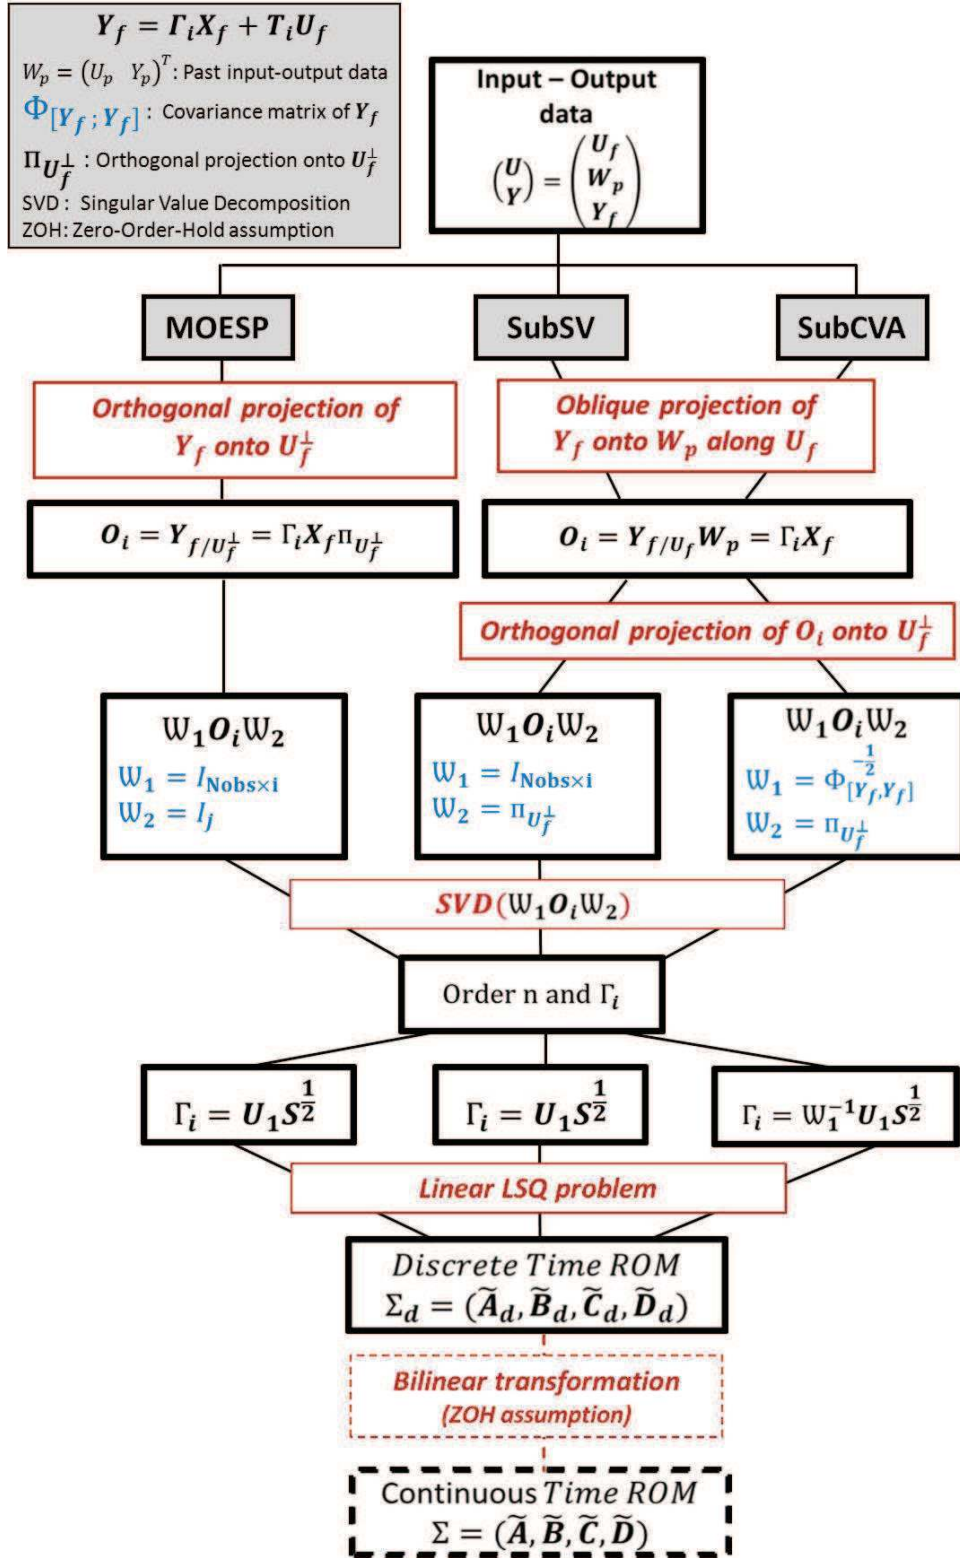 Y_f = Γ_i X_f + T_i U_f
W_p = (U_p Y_p)^T : Past input-output data
Φ_[Y_f ; Y_f] : Covariance matrix of Y_f
Π_{U_f^⊥} : Orthogonal projection onto U_f^⊥
SVD : Singular Value Decomposition
ZOH: Zero-Order-Hold assumption
Input – Output
data
(U Y) = (U_f W_p Y_f)
MOESP
SubSV
SubCVA
Orthogonal projection of
Y_f onto U_f^⊥
Oblique projection of
Y_f onto W_p along U_f
O_i = Y_{f/U_f^⊥} = Γ_i X_f Π_{U_f^⊥}
O_i = Y_{f/U_f} W_p = Γ_i X_f
Orthogonal projection of O_i onto U_f^⊥
W_1 O_i W_2
W_1 = I_{Nobs×i}
W_2 = I_j
W_1 O_i W_2
W_1 = I_{Nobs×i}
W_2 = Π_{U_f^⊥}
W_1 O_i W_2
W_1 = Φ_{[Y_f,Y_f]}^{-1/2}
W_2 = Π_{U_f^⊥}
SVD(W_1 O_i W_2)
Order n and Γ_i
Γ_i = U_1 S^{1/2}
Γ_i = U_1 S^{1/2}
Γ_i = W_1^{-1} U_1 S^{1/2}
Linear LSQ problem
Discrete Time ROM
Σ_d = (Ã_d, B̃_d, C̃_d, D̃_d)
Bilinear transformation
(ZOH assumption)
Continuous Time ROM
Σ = (Ã, B̃, C̃, D̃)